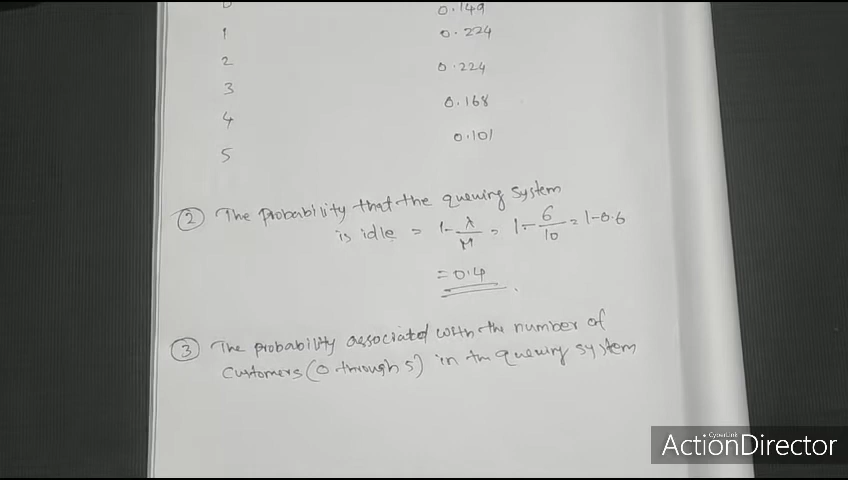 0.149
1 0.224
2 0.224
3 0.168
4 0.101
5
② The probability that the queuing system
is idle = 1 - λ/M = 1 - 6/10 = 1-0.6
= 0.4
③ The probability associated with the number of
customers (0 through 5) in the queuing system
CyberLink
ActionDirector